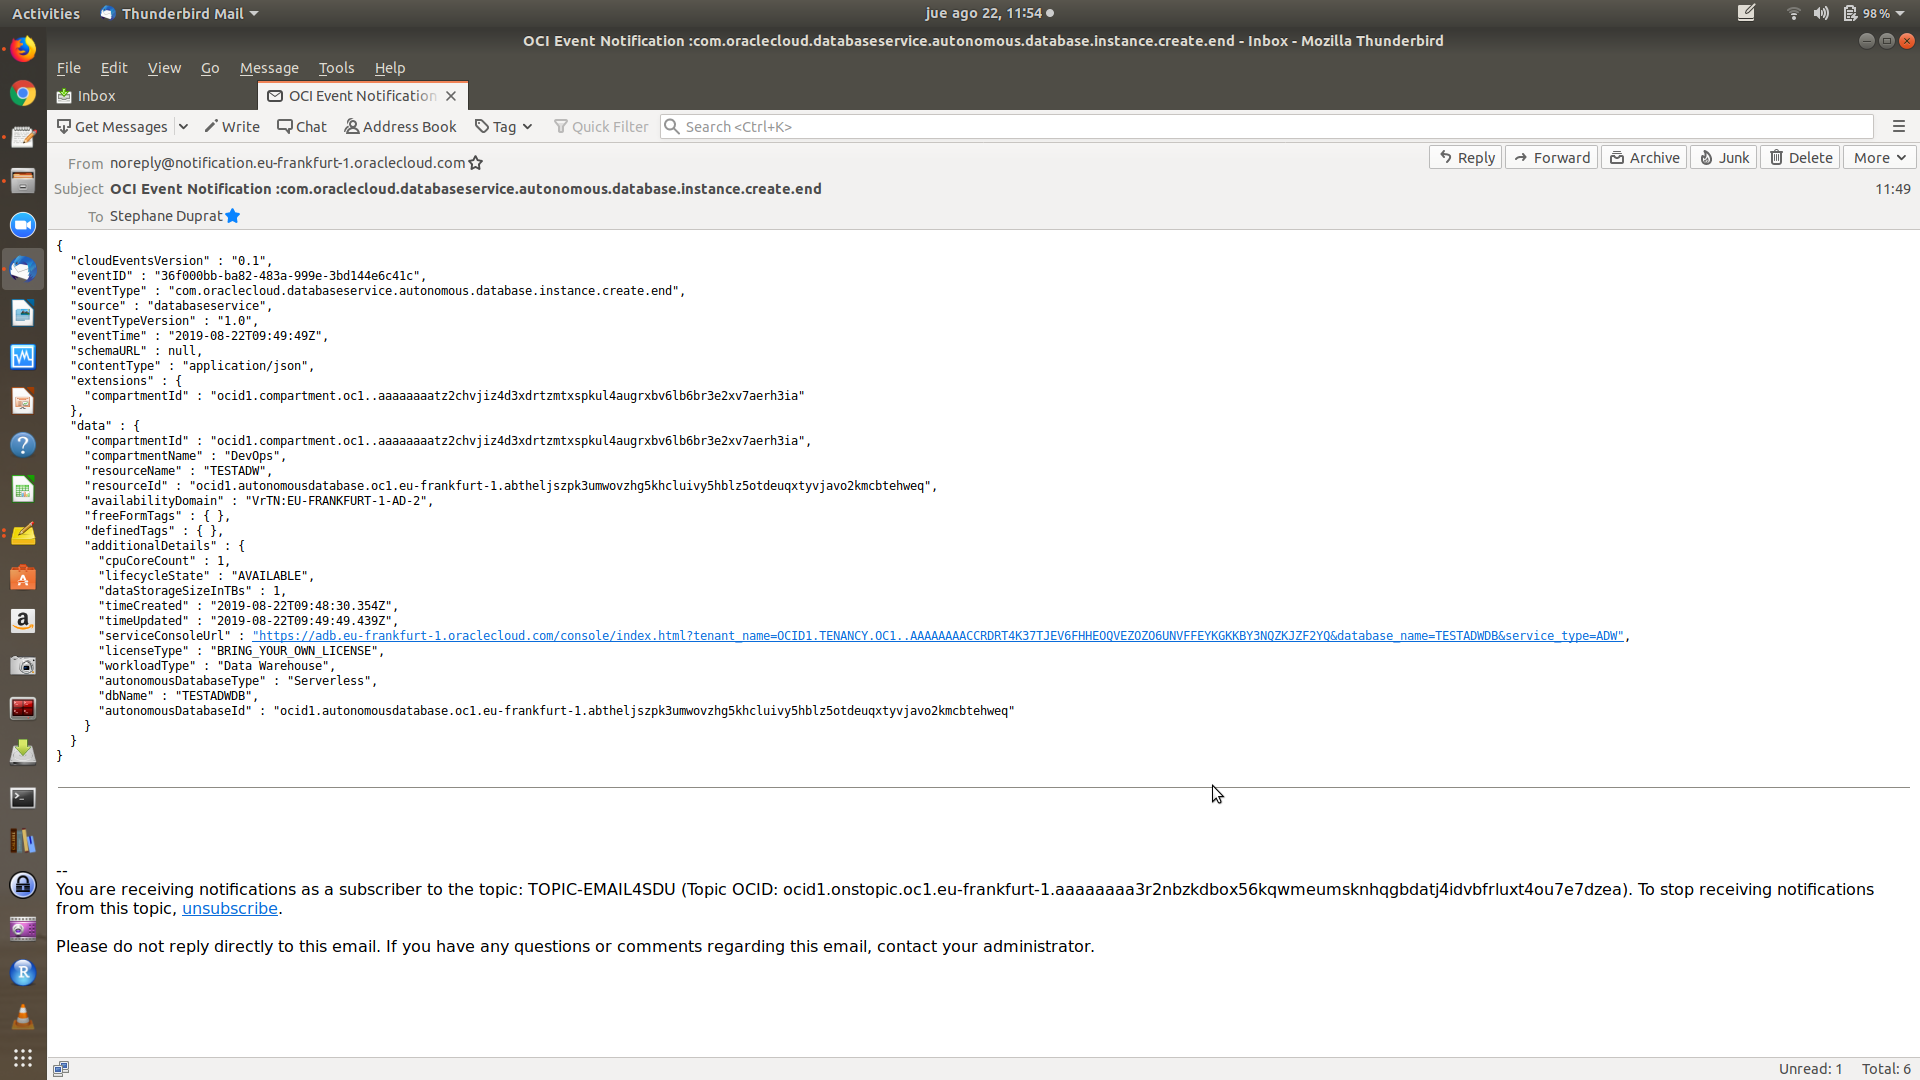 Activities Thunderbird Mail jue ago 22, 11:54 98 %
OCI Event Notification :com.oraclecloud.databaseservice.autonomous.database.instance.create.end - Inbox - Mozilla Thunderbird
File Edit View Go Message Tools Help
Inbox OCI Event Notification
Get Messages Write Chat Address Book Tag Quick Filter Search <Ctrl+K>
From noreply@notification.eu-frankfurt-1.oraclecloud.com Reply Forward Archive Junk Delete More
Subject OCI Event Notification :com.oraclecloud.databaseservice.autonomous.database.instance.create.end 11:49
To Stephane Duprat
{
"cloudEventsVersion" : "0.1",
"eventID" : "36f000bb-ba82-483a-999e-3bd144e6c41c",
"eventType" : "com.oraclecloud.databaseservice.autonomous.database.instance.create.end",
"source" : "databaseservice",
"eventTypeVersion" : "1.0",
"eventTime" : "2019-08-22T09:49:49Z",
"schemaURL" : null,
"contentType" : "application/json",
"extensions" : {
"compartmentId" : "ocid1.compartment.oc1..aaaaaaaatz2chvjiz4d3xdrtzmtxspkul4augrxbv6lb6br3e2xv7aerh3ia"
},
"data" : {
"compartmentId" : "ocid1.compartment.oc1..aaaaaaaatz2chvjiz4d3xdrtzmtxspkul4augrxbv6lb6br3e2xv7aerh3ia",
"compartmentName" : "DevOps",
"resourceName" : "TESTADW",
"resourceId" : "ocid1.autonomousdatabase.oc1.eu-frankfurt-1.abtheljszpk3umwovzhg5khcluivy5hblz5otdeuqxtyvjavo2kmcbtehweq",
"availabilityDomain" : "VrTN:EU-FRANKFURT-1-AD-2",
"freeFormTags" : { },
"definedTags" : { },
"additionalDetails" : {
"cpuCoreCount" : 1,
"lifecycleState" : "AVAILABLE",
"dataStorageSizeInTBs" : 1,
"timeCreated" : "2019-08-22T09:48:30.354Z",
"timeUpdated" : "2019-08-22T09:49:49.439Z",
"serviceConsoleUrl" : "https://adb.eu-frankfurt-1.oraclecloud.com/console/index.html?tenant_name=OCID1.TENANCY.OC1..AAAAAAAACCRDRT4K37TJEV6FHHEOQVEZOZO6UNVFFEYKGKKBY3NQZKJZF2YQ&database_name=TESTADWDB&service_type=ADW",
"licenseType" : "BRING_YOUR_OWN_LICENSE",
"workloadType" : "Data Warehouse",
"autonomousDatabaseType" : "Serverless",
"dbName" : "TESTADWDB",
"autonomousDatabaseId" : "ocid1.autonomousdatabase.oc1.eu-frankfurt-1.abtheljszpk3umwovzhg5khcluivy5hblz5otdeuqxtyvjavo2kmcbtehweq"
}
}
}
--
You are receiving notifications as a subscriber to the topic: TOPIC-EMAIL4SDU (Topic OCID: ocid1.onstopic.oc1.eu-frankfurt-1.aaaaaaaa3r2nbzkdbox56kqwmeumsknhqgbdatj4idvbfrluxt4ou7e7dzea). To stop receiving notifications
from this topic, unsubscribe.
Please do not reply directly to this email. If you have any questions or comments regarding this email, contact your administrator.
Unread: 1 Total: 6